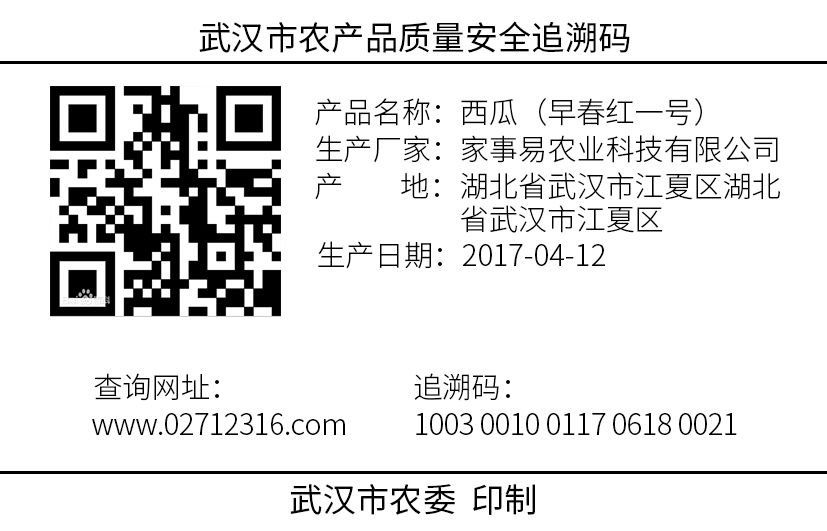 武汉市农产品质量安全追溯码
产品名称：西瓜（早春红一号）
生产厂家：家事易农业科技有限公司
产　　地：湖北省武汉市江夏区湖北
省武汉市江夏区
生产日期：2017-04-12
查询网址：
www.02712316.com
追溯码：
1003 0010 0117 0618 0021
武汉市农委 印制